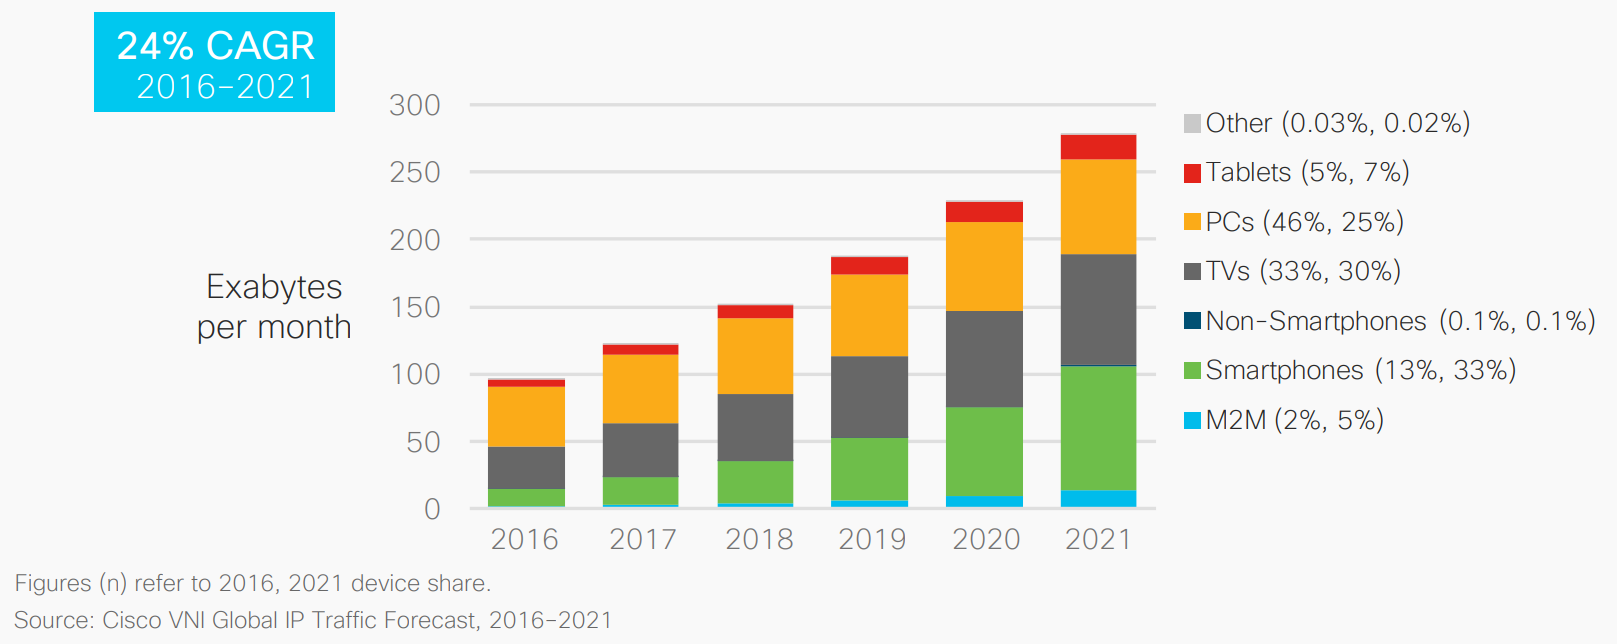 24% CAGR
2016–2021
Exabytes
per month
300
250
200
150
100
50
0
2016 2017 2018 2019 2020 2021
Other (0.03%, 0.02%)
Tablets (5%, 7%)
PCs (46%, 25%)
TVs (33%, 30%)
Non-Smartphones (0.1%, 0.1%)
Smartphones (13%, 33%)
M2M (2%, 5%)
Figures (n) refer to 2016, 2021 device share.
Source: Cisco VNI Global IP Traffic Forecast, 2016–2021